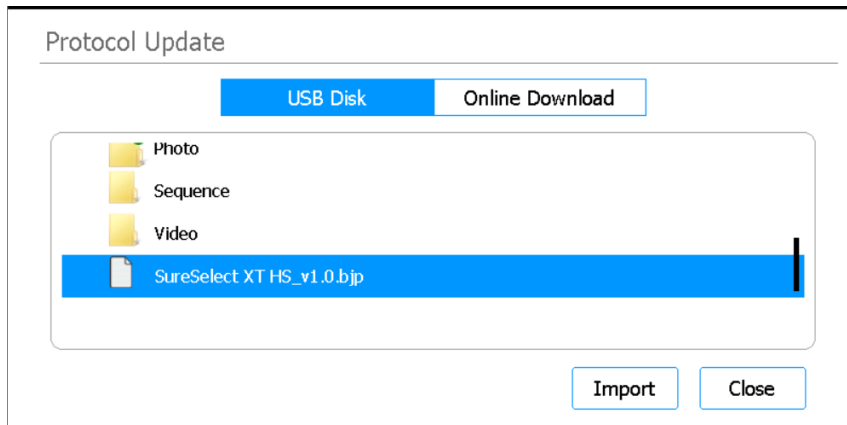 Protocol Update
USB Disk Online Download
Photo
Sequence
Video
SureSelect XT HS_v1.0.bjp
Import Close